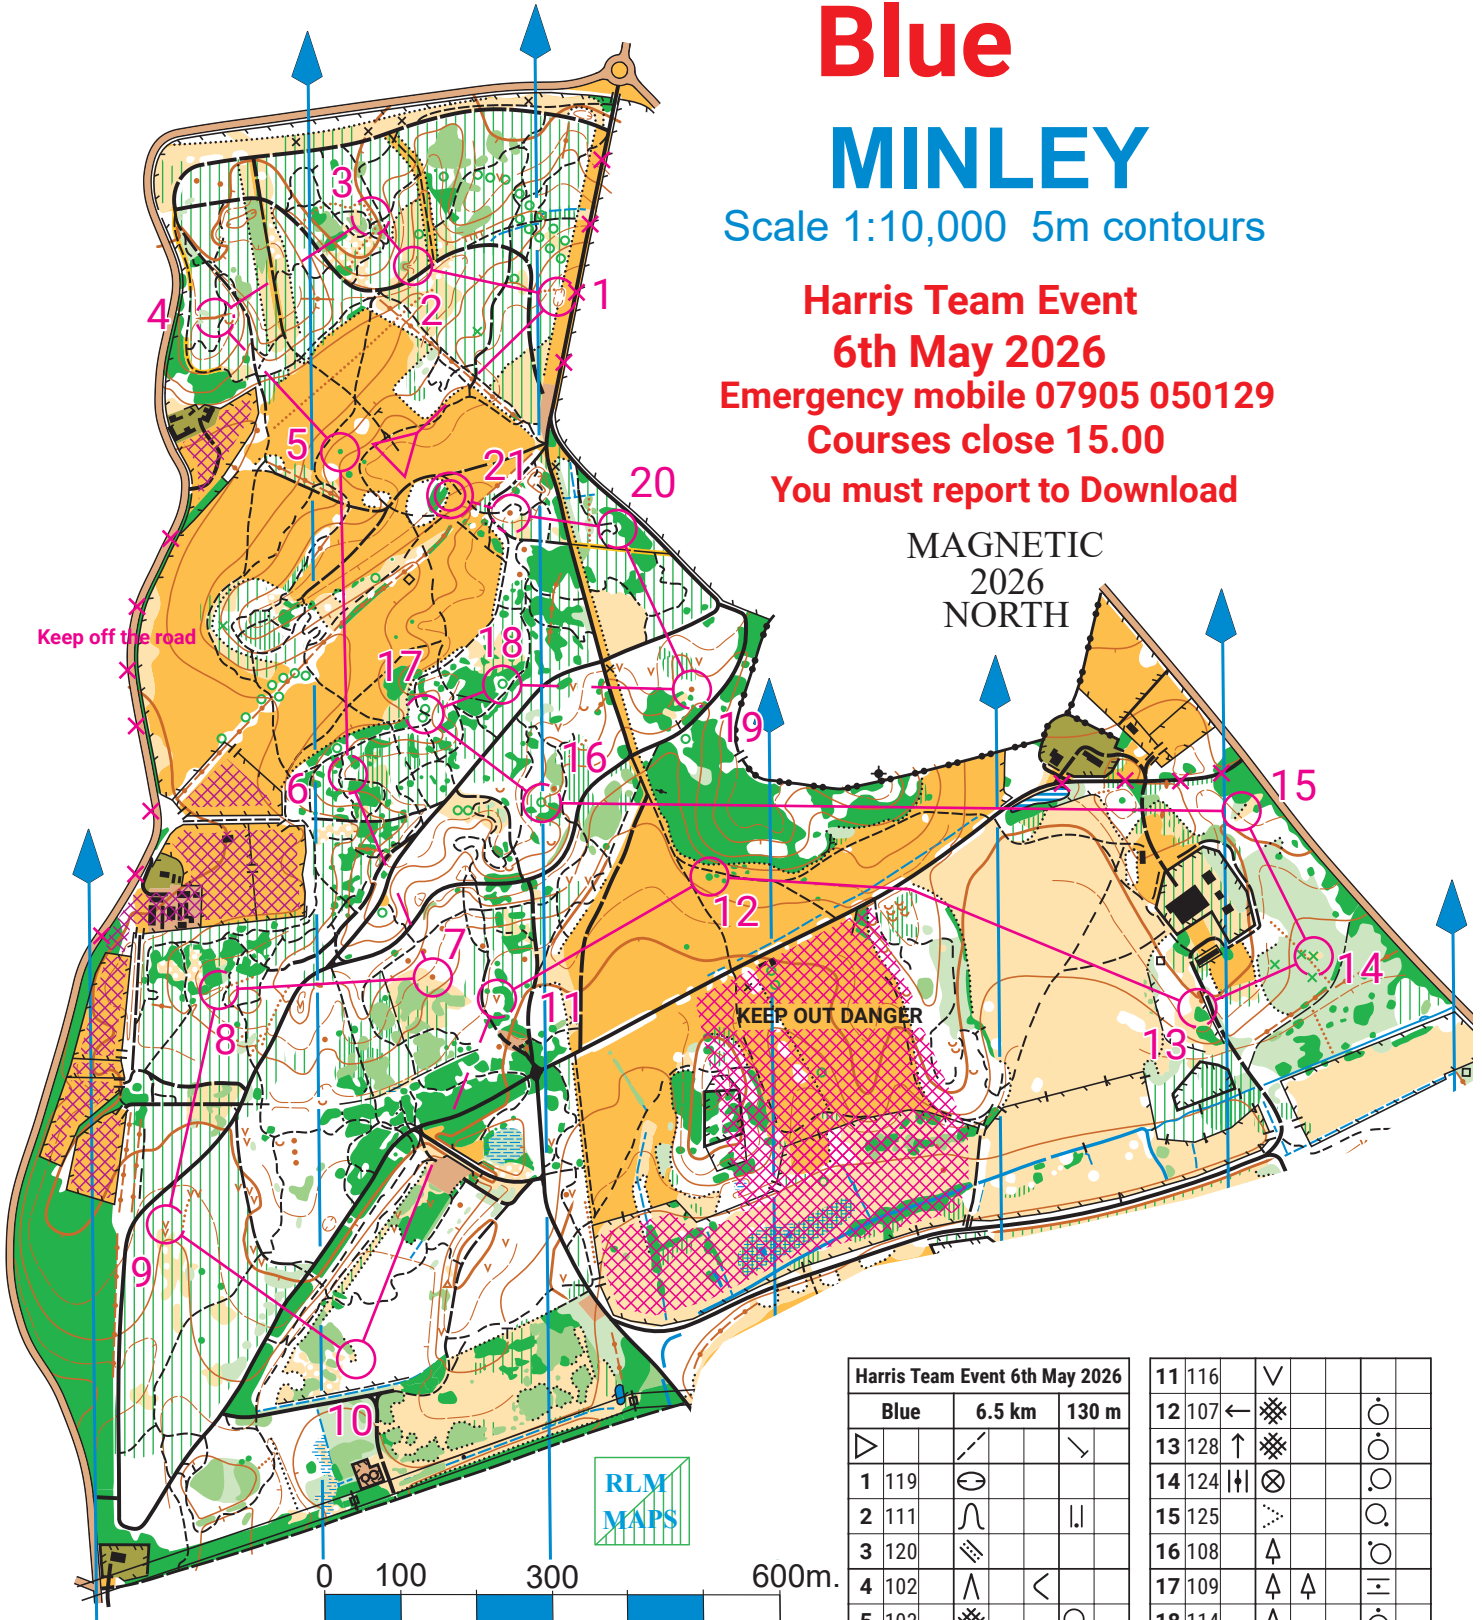 Blue
MINLEY
Scale 1:10,000 5m contours
Harris Team Event
6th May 2026
Emergency mobile 07905 050129
Courses close 15.00
You must report to Download
MAGNETIC
2026
NORTH
3
1
2
4
5
21
20
Keep off the road
18
17
19
16
6
15
12
7
14
KEEP OUT DANGER
11
8
13
9
10
RLM
MAPS
0 100 300 600m.
Harris Team Event 6th May 2026
Blue 6.5 km 130 m
1 119
2 111
3 120
4 102
5 103
11 116
12 107
13 128
14 124
15 125
16 108
17 109
18 114